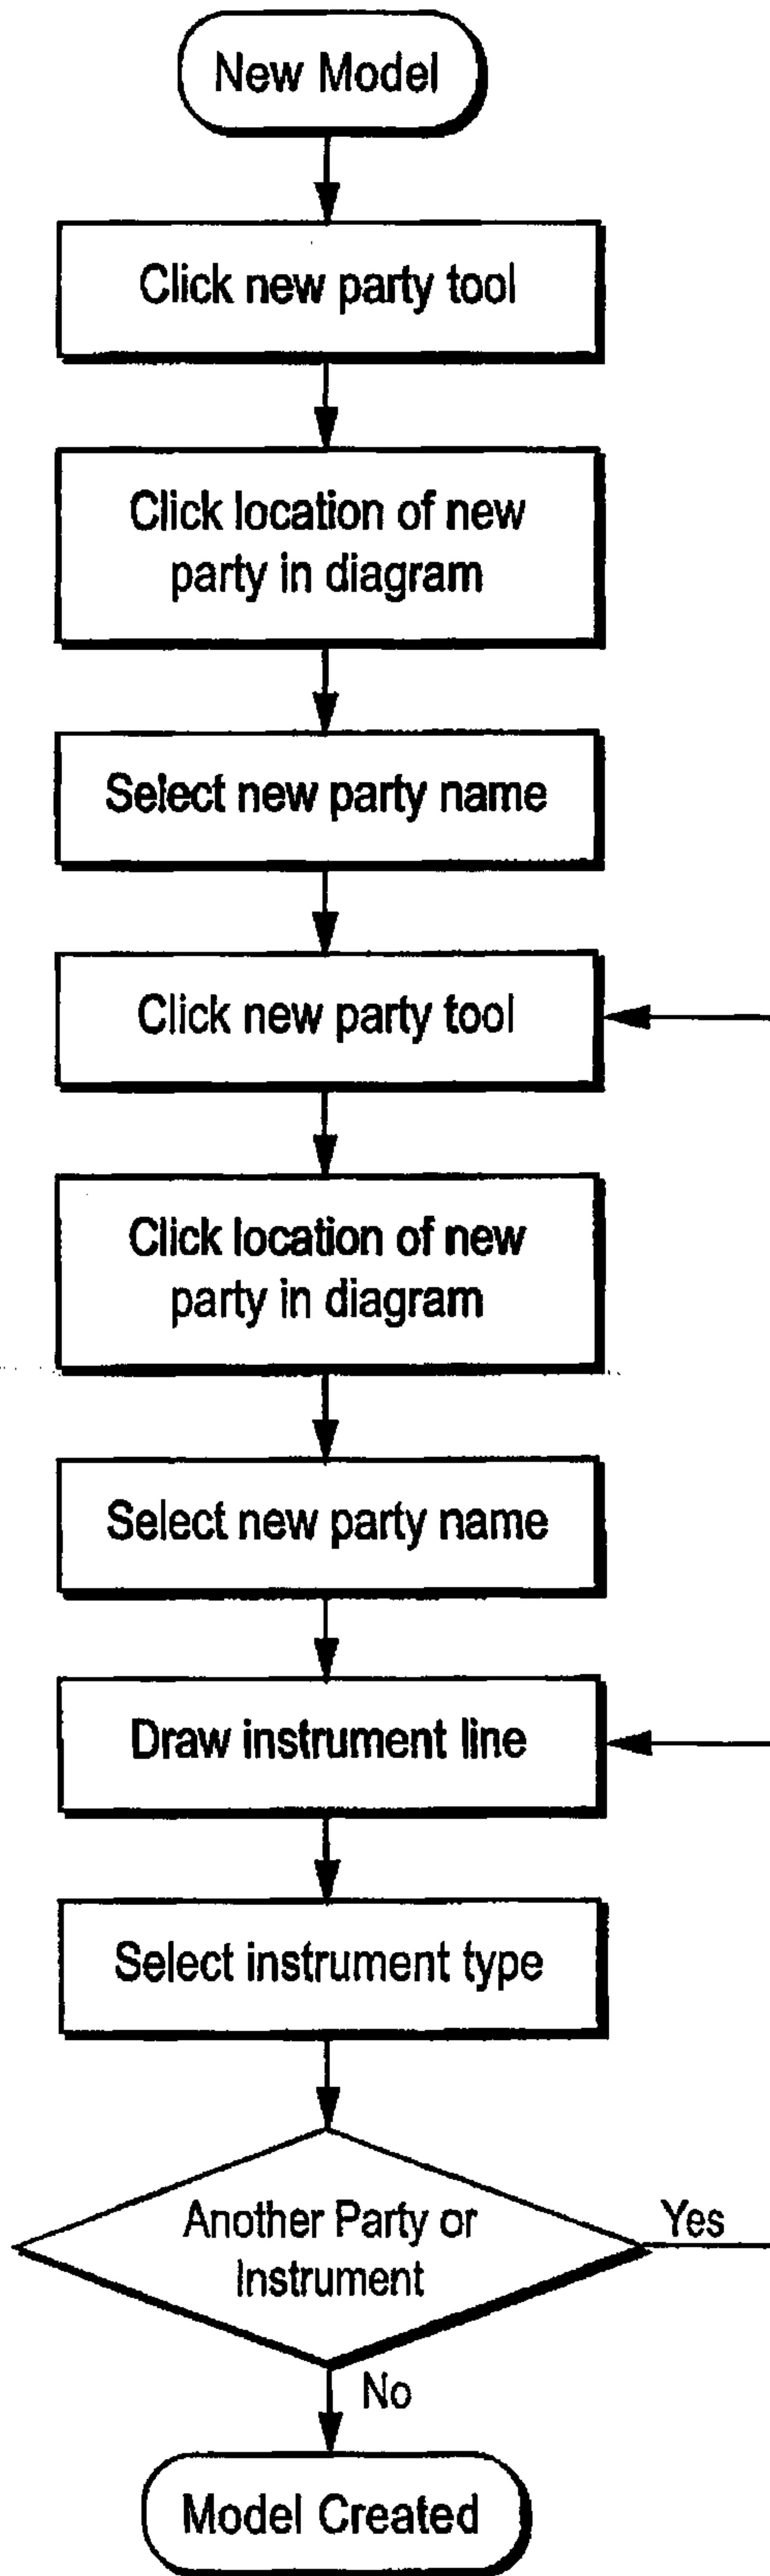 New Model
Click new party tool
Click location of new
party in diagram
Select new party name
Click new party tool
Click location of new
party in diagram
Select new party name
Draw instrument line
Select instrument type
Another Party or
Instrument
Yes
No
Model Created